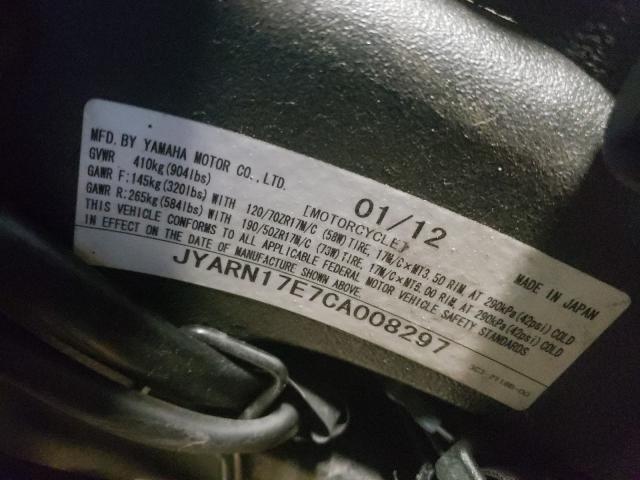 MFD. BY YAMAHA MOTOR CO., LTD. 01/12
GVWR 410kg(904lbs) [MOTORCYCLE] MADE IN JAPAN
GAWR F:145kg(320lbs) WITH 120/70ZR17M/C (58W) TIRE, 17M/C×MT3.50 RIM, AT 290kPa(42psi) COLD
GAWR R:265kg(584lbs) WITH 190/50ZR17M/C (73W) TIRE, 17M/C×MT6.00 RIM, AT 290kPa(42psi) COLD
THIS VEHICLE CONFORMS TO ALL APPLICABLE FEDERAL MOTOR VEHICLE SAFETY STANDARDS
IN EFFECT ON THE DATE OF MANUFACTURE SHOWN ABOVE.
JYARN17E7CA008297